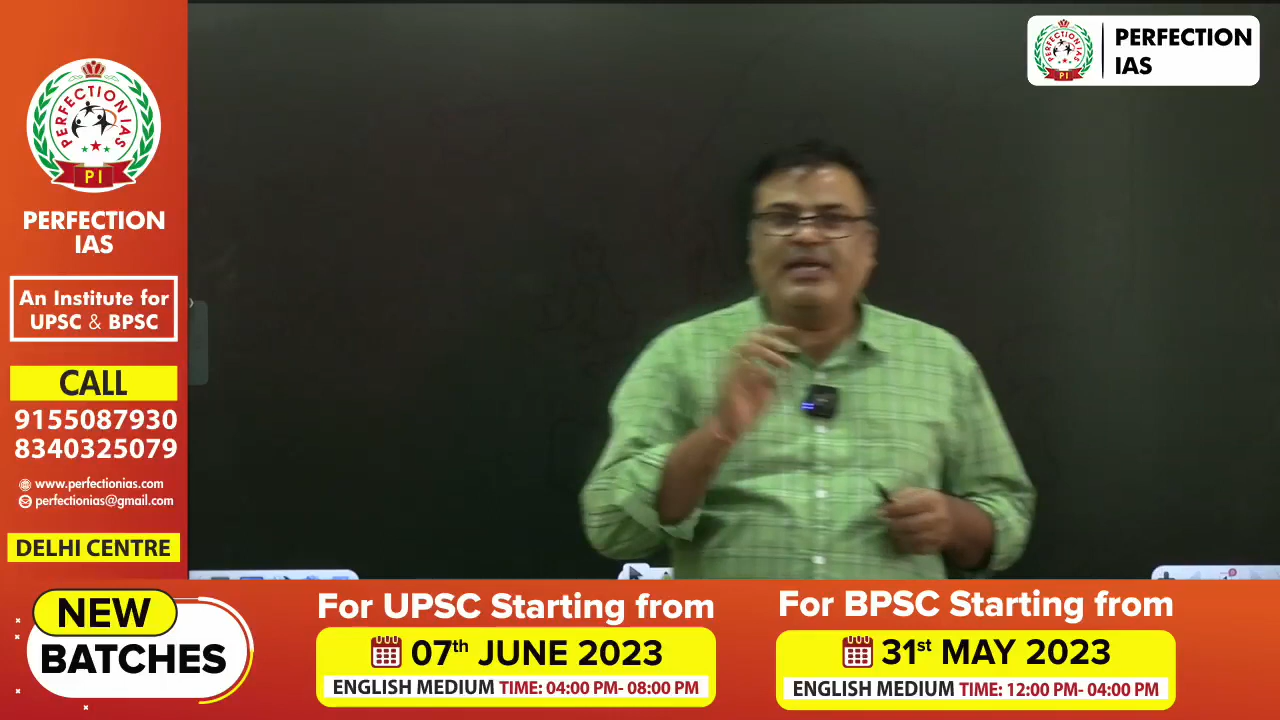 PERFECTION IAS
PI
PERFECTION
IAS
An Institute for
UPSC & BPSC
CALL
9155087930
8340325079
www.perfectionias.com
perfectionias@gmail.com
DELHI CENTRE
PERFECTION IAS
PI
PERFECTION
IAS
NEW
BATCHES
For UPSC Starting from
07th JUNE 2023
ENGLISH MEDIUM TIME: 04:00 PM- 08:00 PM
For BPSC Starting from
31st MAY 2023
ENGLISH MEDIUM TIME: 12:00 PM- 04:00 PM